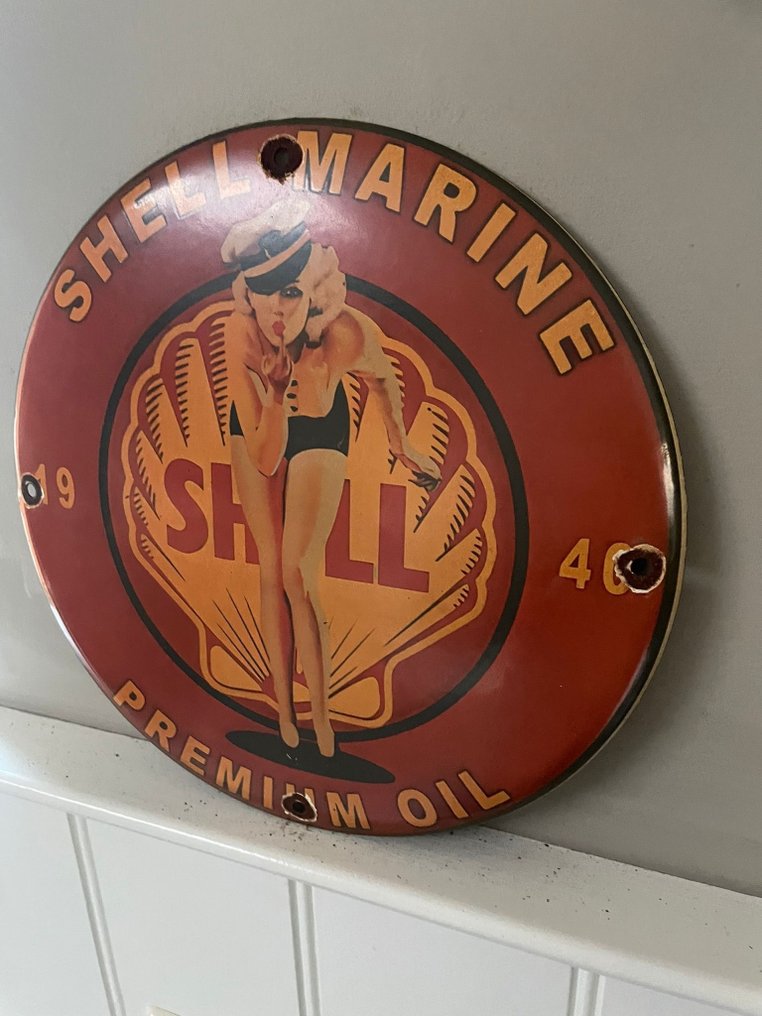 SHELL MARINE
19 40
SHELL
PREMIUM OIL